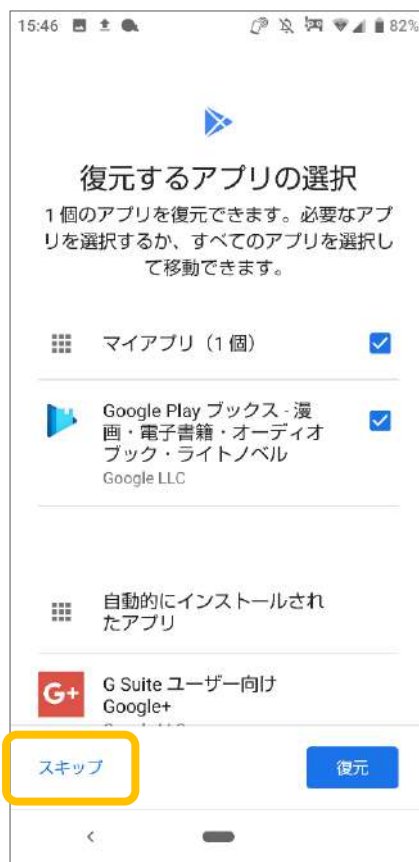 15:46 82%
復元するアプリの選択
1個のアプリを復元できます。必要なアプ
リを選択するか、すべてのアプリを選択し
て移動できます。
マイアプリ（1個）
Google Play ブックス - 漫
画・電子書籍・オーディオ
ブック・ライトノベル
Google LLC
自動的にインストールされ
たアプリ
G+
G Suite ユーザー向け
Google+
スキップ 復元